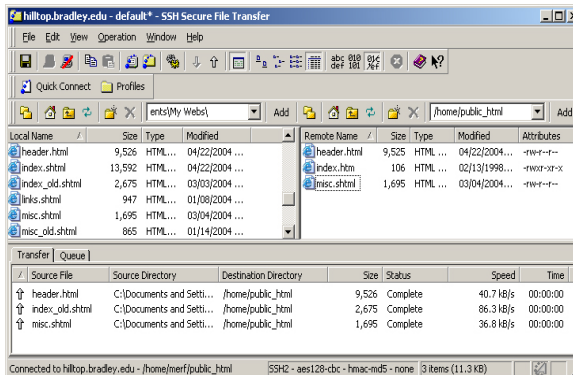 hilltop.bradley.edu - default* - SSH Secure File Transfer
File Edit View Operation Window Help
abc 010
def 101
Quick Connect Profiles
ents\My Webs\ Add /home/public_html Add
Local Name / Size Type Modified Remote Name / Size Type Modified Attributes
header.html 9,526 HTML... 04/22/2004 ... header.html 9,525 HTML ... 04/22/2004... -rw-r--r--
index.shtml 13,592 HTML... 04/22/2004 ... index.htm 106 HTML ... 02/13/1998... -rwxr-xr-x
index_old.shtml 2,675 HTML... 03/03/2004 ... misc.shtml 1,695 HTML ... 03/04/2004... -rw-r--r--
links.shtml 947 HTML... 01/08/2004 ...
misc.shtml 1,695 HTML... 03/04/2004 ...
misc_old.shtml 865 HTML... 01/14/2004 ...
Transfer Queue
/ Source File Source Directory Destination Directory Size Status Speed Time
header.html C:\Documents and Setti... /home/public_html 9,526 Complete 40.7 kB/s 00:00:00
index_old.shtml C:\Documents and Setti... /home/public_html 2,675 Complete 86.3 kB/s 00:00:00
misc.shtml C:\Documents and Setti... /home/public_html 1,695 Complete 36.8 kB/s 00:00:00
Connected to hilltop.bradley.edu - /home/merf/public_html SSH2 - aes128-cbc - hmac-md5 - none 3 items (11.3 KB)